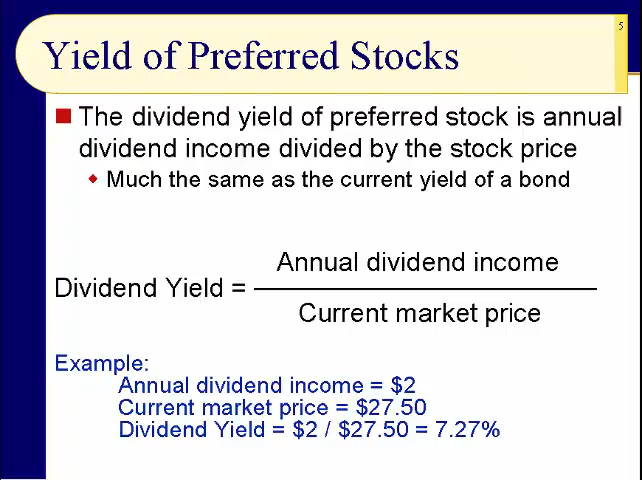 5
Yield of Preferred Stocks
The dividend yield of preferred stock is annual
dividend income divided by the stock price
Much the same as the current yield of a bond
Annual dividend income
Dividend Yield =
Current market price
Example:
Annual dividend income = $2
Current market price = $27.50
Dividend Yield = $2 / $27.50 = 7.27%